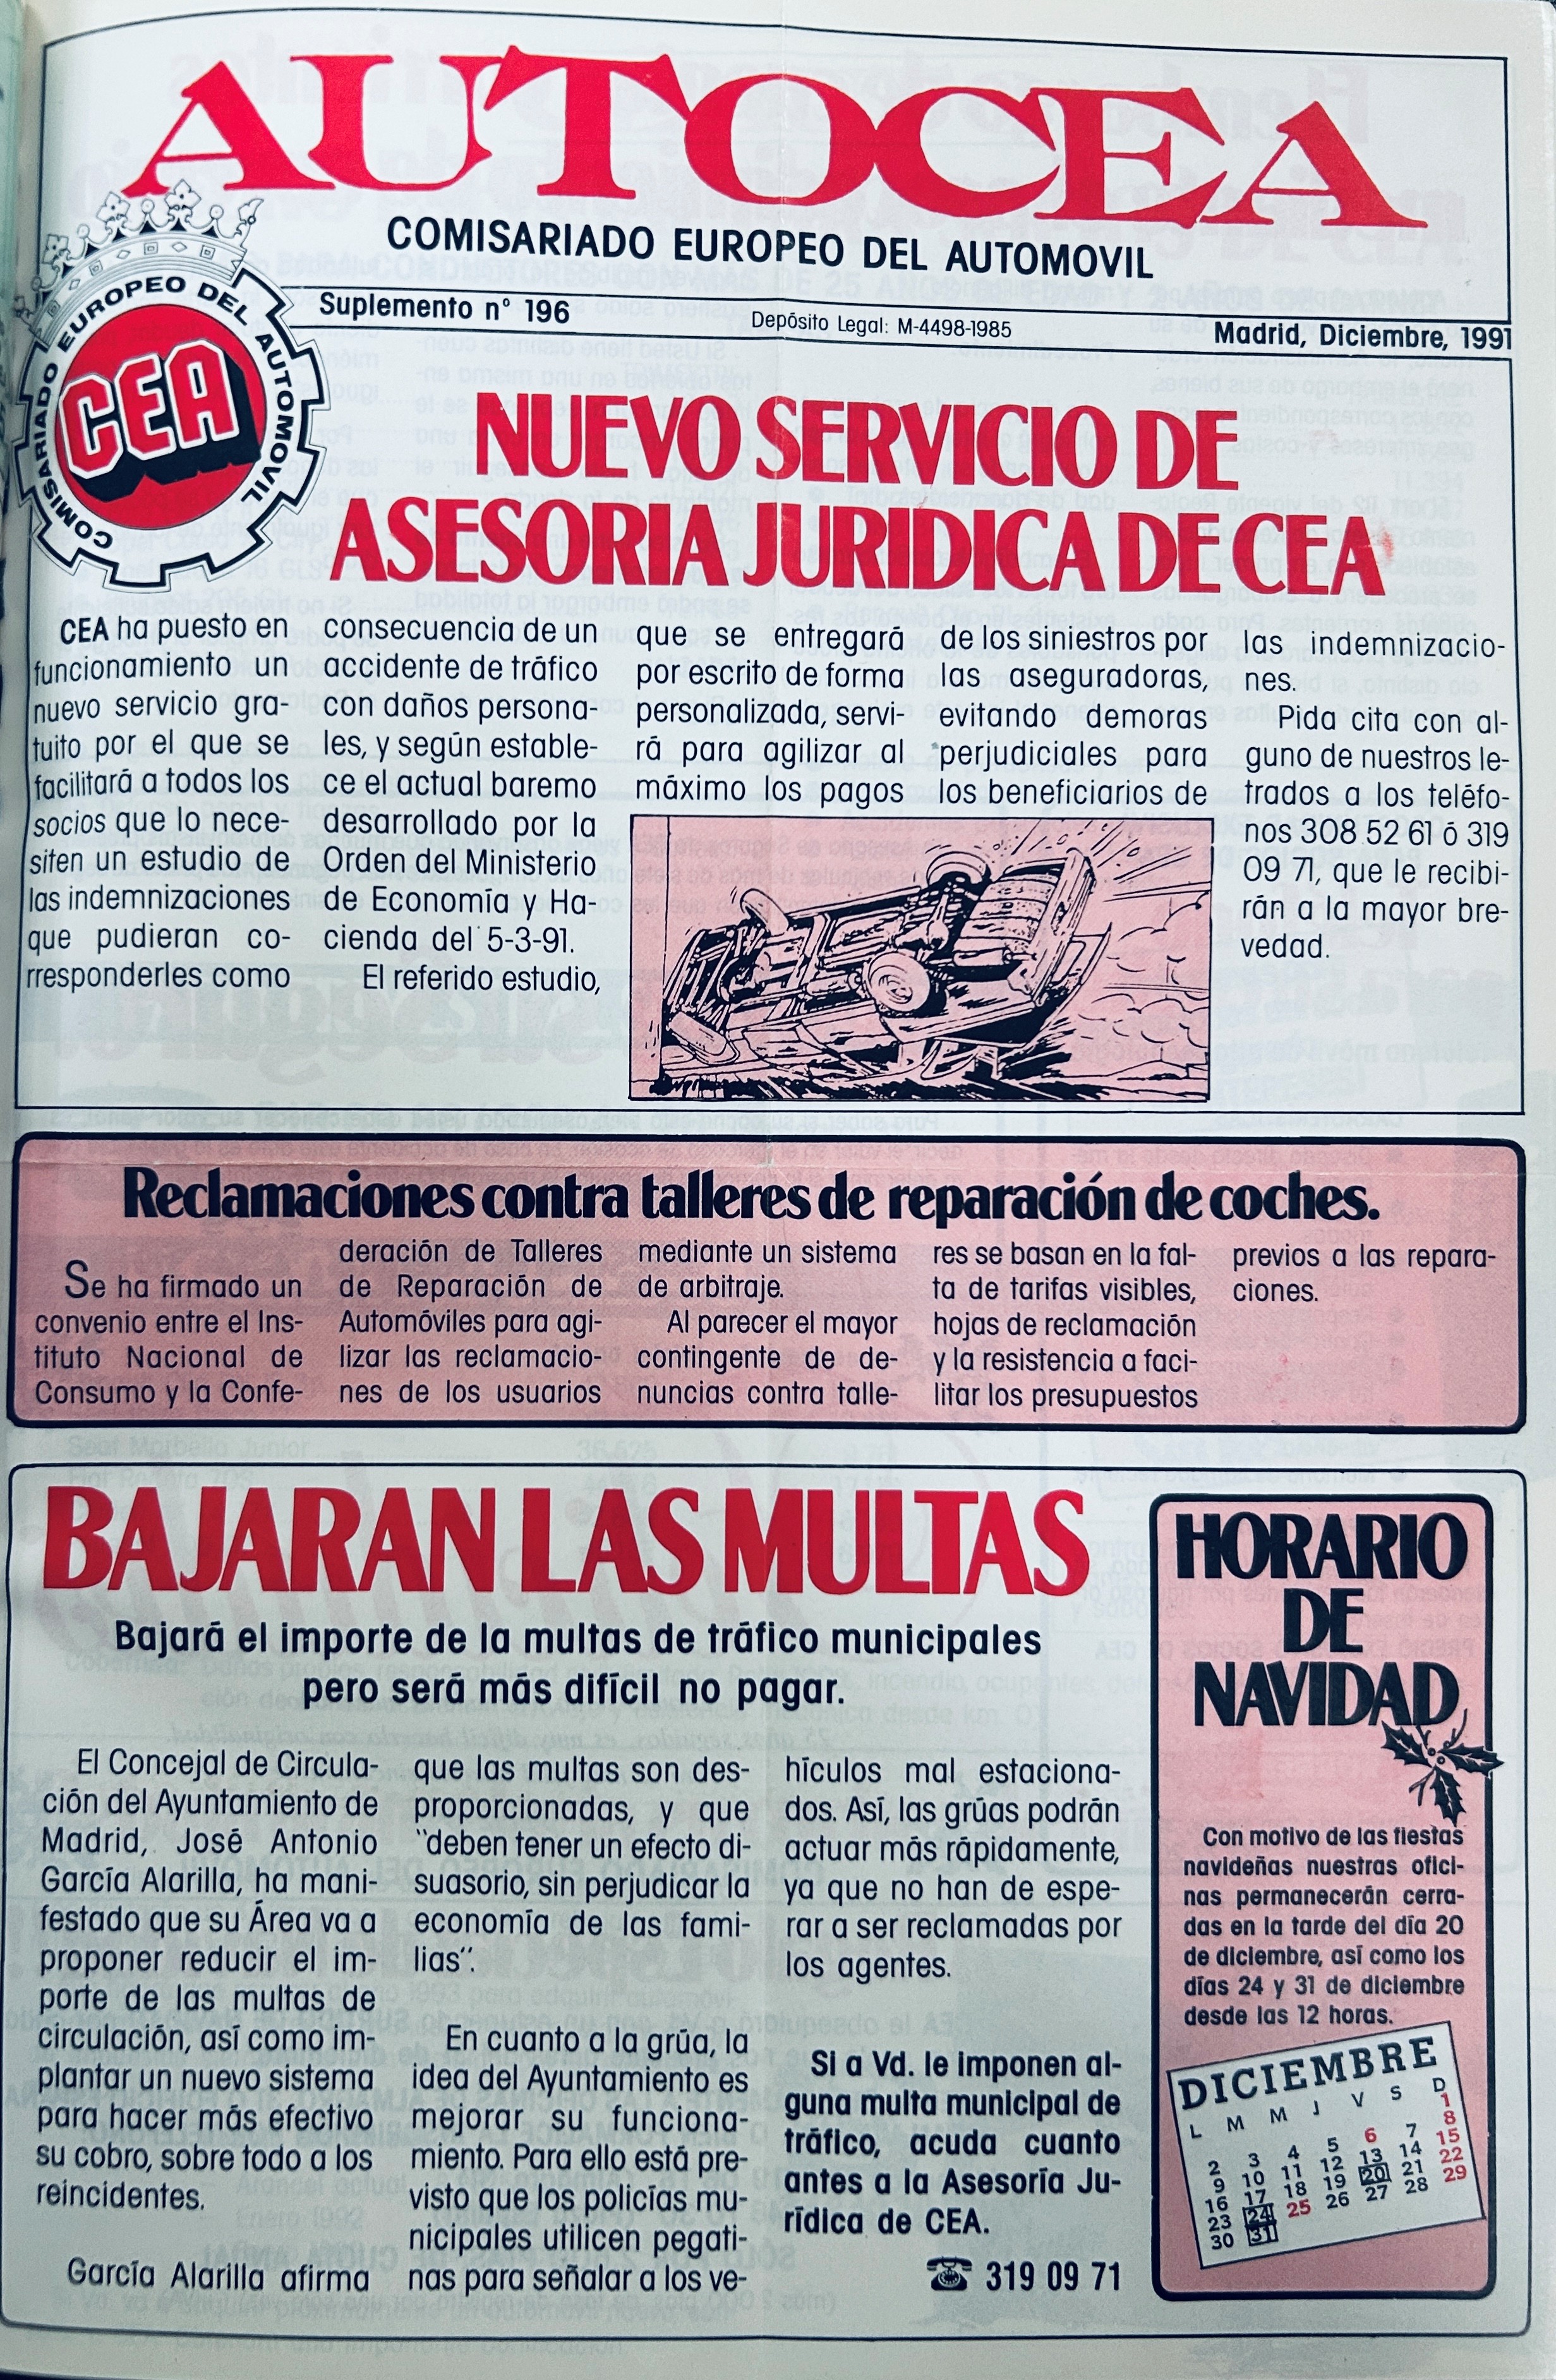 AUTOCEA
COMISARIADO EUROPEO DEL AUTOMOVIL
COMISARIADO EUROPEO DEL AUTOMOVIL
CEA
Suplemento n° 196
Depósito Legal: M-4498-1985
Madrid, Diciembre, 1991
NUEVO SERVICIO DE
ASESORIA JURIDICA DE CEA
CEA ha puesto en
funcionamiento un
nuevo servicio gra-
tuito por el que se
facilitará a todos los
socios que lo nece-
siten un estudio de
las indemnizaciones
que pudieran co-
rresponderles como
consecuencia de un
accidente de tráfico
con daños persona-
les, y según estable-
ce el actual baremo
desarrollado por la
Orden del Ministerio
de Economía y Ha-
cienda del 5-3-91.
El referido estudio,
que se entregará
por escrito de forma
personalizada, servi-
rá para agilizar al
máximo los pagos
de los siniestros por
las aseguradoras,
evitando demoras
perjudiciales para
los beneficiarios de
las indemnizacio-
nes.
Pida cita con al-
guno de nuestros le-
trados a los teléfo-
nos 308 52 61 ó 319
09 71, que le recibi-
rán a la mayor bre-
vedad.
Reclamaciones contra talleres de reparación de coches.
Se ha firmado un
convenio entre el Ins-
tituto Nacional de
Consumo y la Confe-
deración de Talleres
de Reparación de
Automóviles para agi-
lizar las reclamacio-
nes de los usuarios
mediante un sistema
de arbitraje.
Al parecer el mayor
contingente de de-
nuncias contra talle-
res se basan en la fal-
ta de tarifas visibles,
hojas de reclamación
y la resistencia a faci-
litar los presupuestos
previos a las repara-
ciones.
BAJARAN LAS MULTAS
Bajará el importe de la multas de tráfico municipales
pero será más difícil no pagar.
El Concejal de Circula-
ción del Ayuntamiento de
Madrid, José Antonio
García Alarilla, ha mani-
festado que su Área va a
proponer reducir el im-
porte de las multas de
circulación, así como im-
plantar un nuevo sistema
para hacer más efectivo
su cobro, sobre todo a los
reincidentes.
García Alarilla afirma
que las multas son des-
proporcionadas, y que
"deben tener un efecto di-
suasorio, sin perjudicar la
economía de las fami-
lias".
En cuanto a la grúa, la
idea del Ayuntamiento es
mejorar su funciona-
miento. Para ello está pre-
visto que los policías mu-
nicipales utilicen pegati-
nas para señalar a los ve-
hículos mal estaciona-
dos. Así, las grúas podrán
actuar más rápidamente,
ya que no han de espe-
rar a ser reclamadas por
los agentes.
Si a Vd. le imponen al-
guna multa municipal de
tráfico, acuda cuanto
antes a la Asesoría Ju-
rídica de CEA.
☎ 319 09 71
HORARIO
DE
NAVIDAD
Con motivo de las fiestas
navideñas nuestras ofici-
nas permanecerán cerra-
das en la tarde del día 20
de diciembre, así como los
días 24 y 31 de diciembre
desde las 12 horas.
DICIEMBRE
L M M J V S D
1
2 3 4 5 6 7 8
9 10 11 12 13 14 15
16 17 18 19 20 21 22
23 24 25 26 27 28 29
30 31